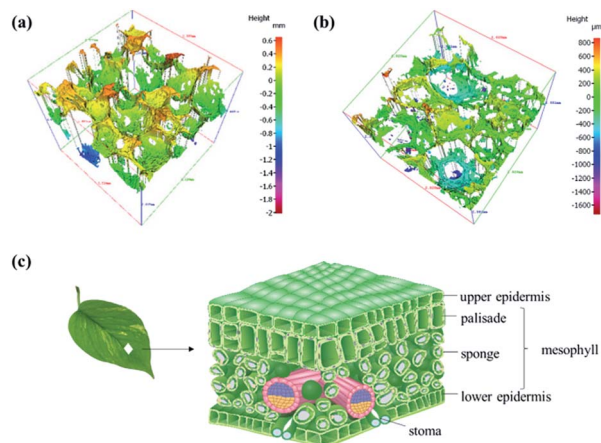 (a)
Height
mm
0.6
0.4
0.2
0
-0.2
-0.4
-0.6
-0.8
-1
-1.2
-1.4
-1.6
-1.8
-2
(b)
Height
µm
800
600
400
200
0
-200
-400
-600
-800
-1000
-1200
-1400
-1600
(c)
upper epidermis
palisade
sponge
mesophyll
lower epidermis
stoma